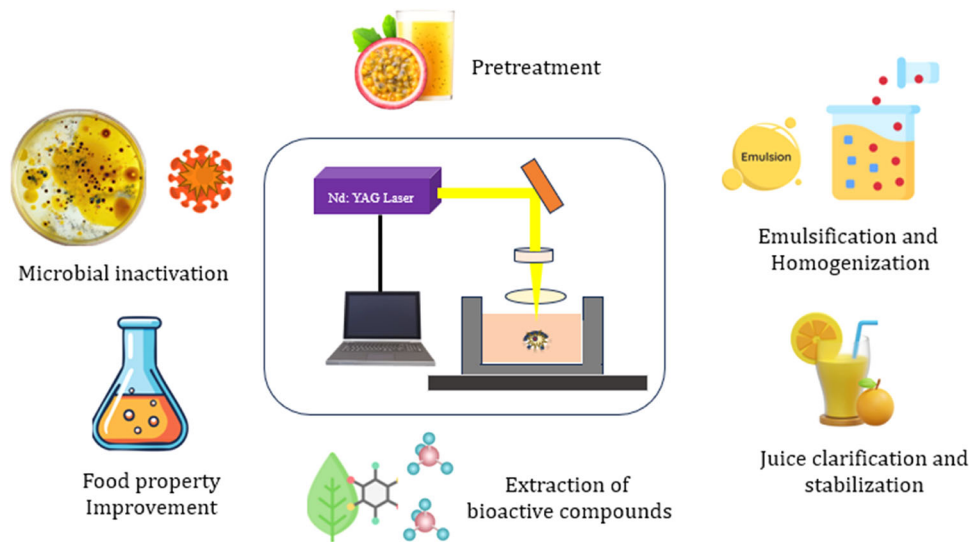 Pretreatment
Emulsion
Emulsification and
Homogenization
Microbial inactivation
Nd: YAG Laser
Food property
Improvement
Extraction of
bioactive compounds
Juice clarification and
stabilization